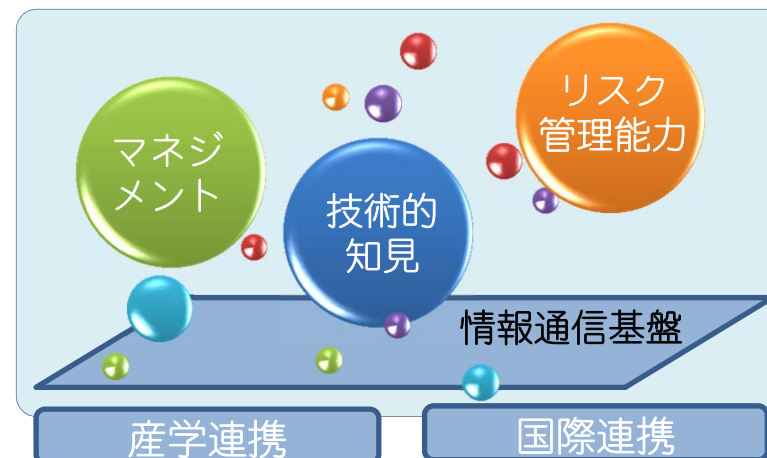 マネジ
メント
技術的
知見
リスク
管理能力
情報通信基盤
産学連携
国際連携